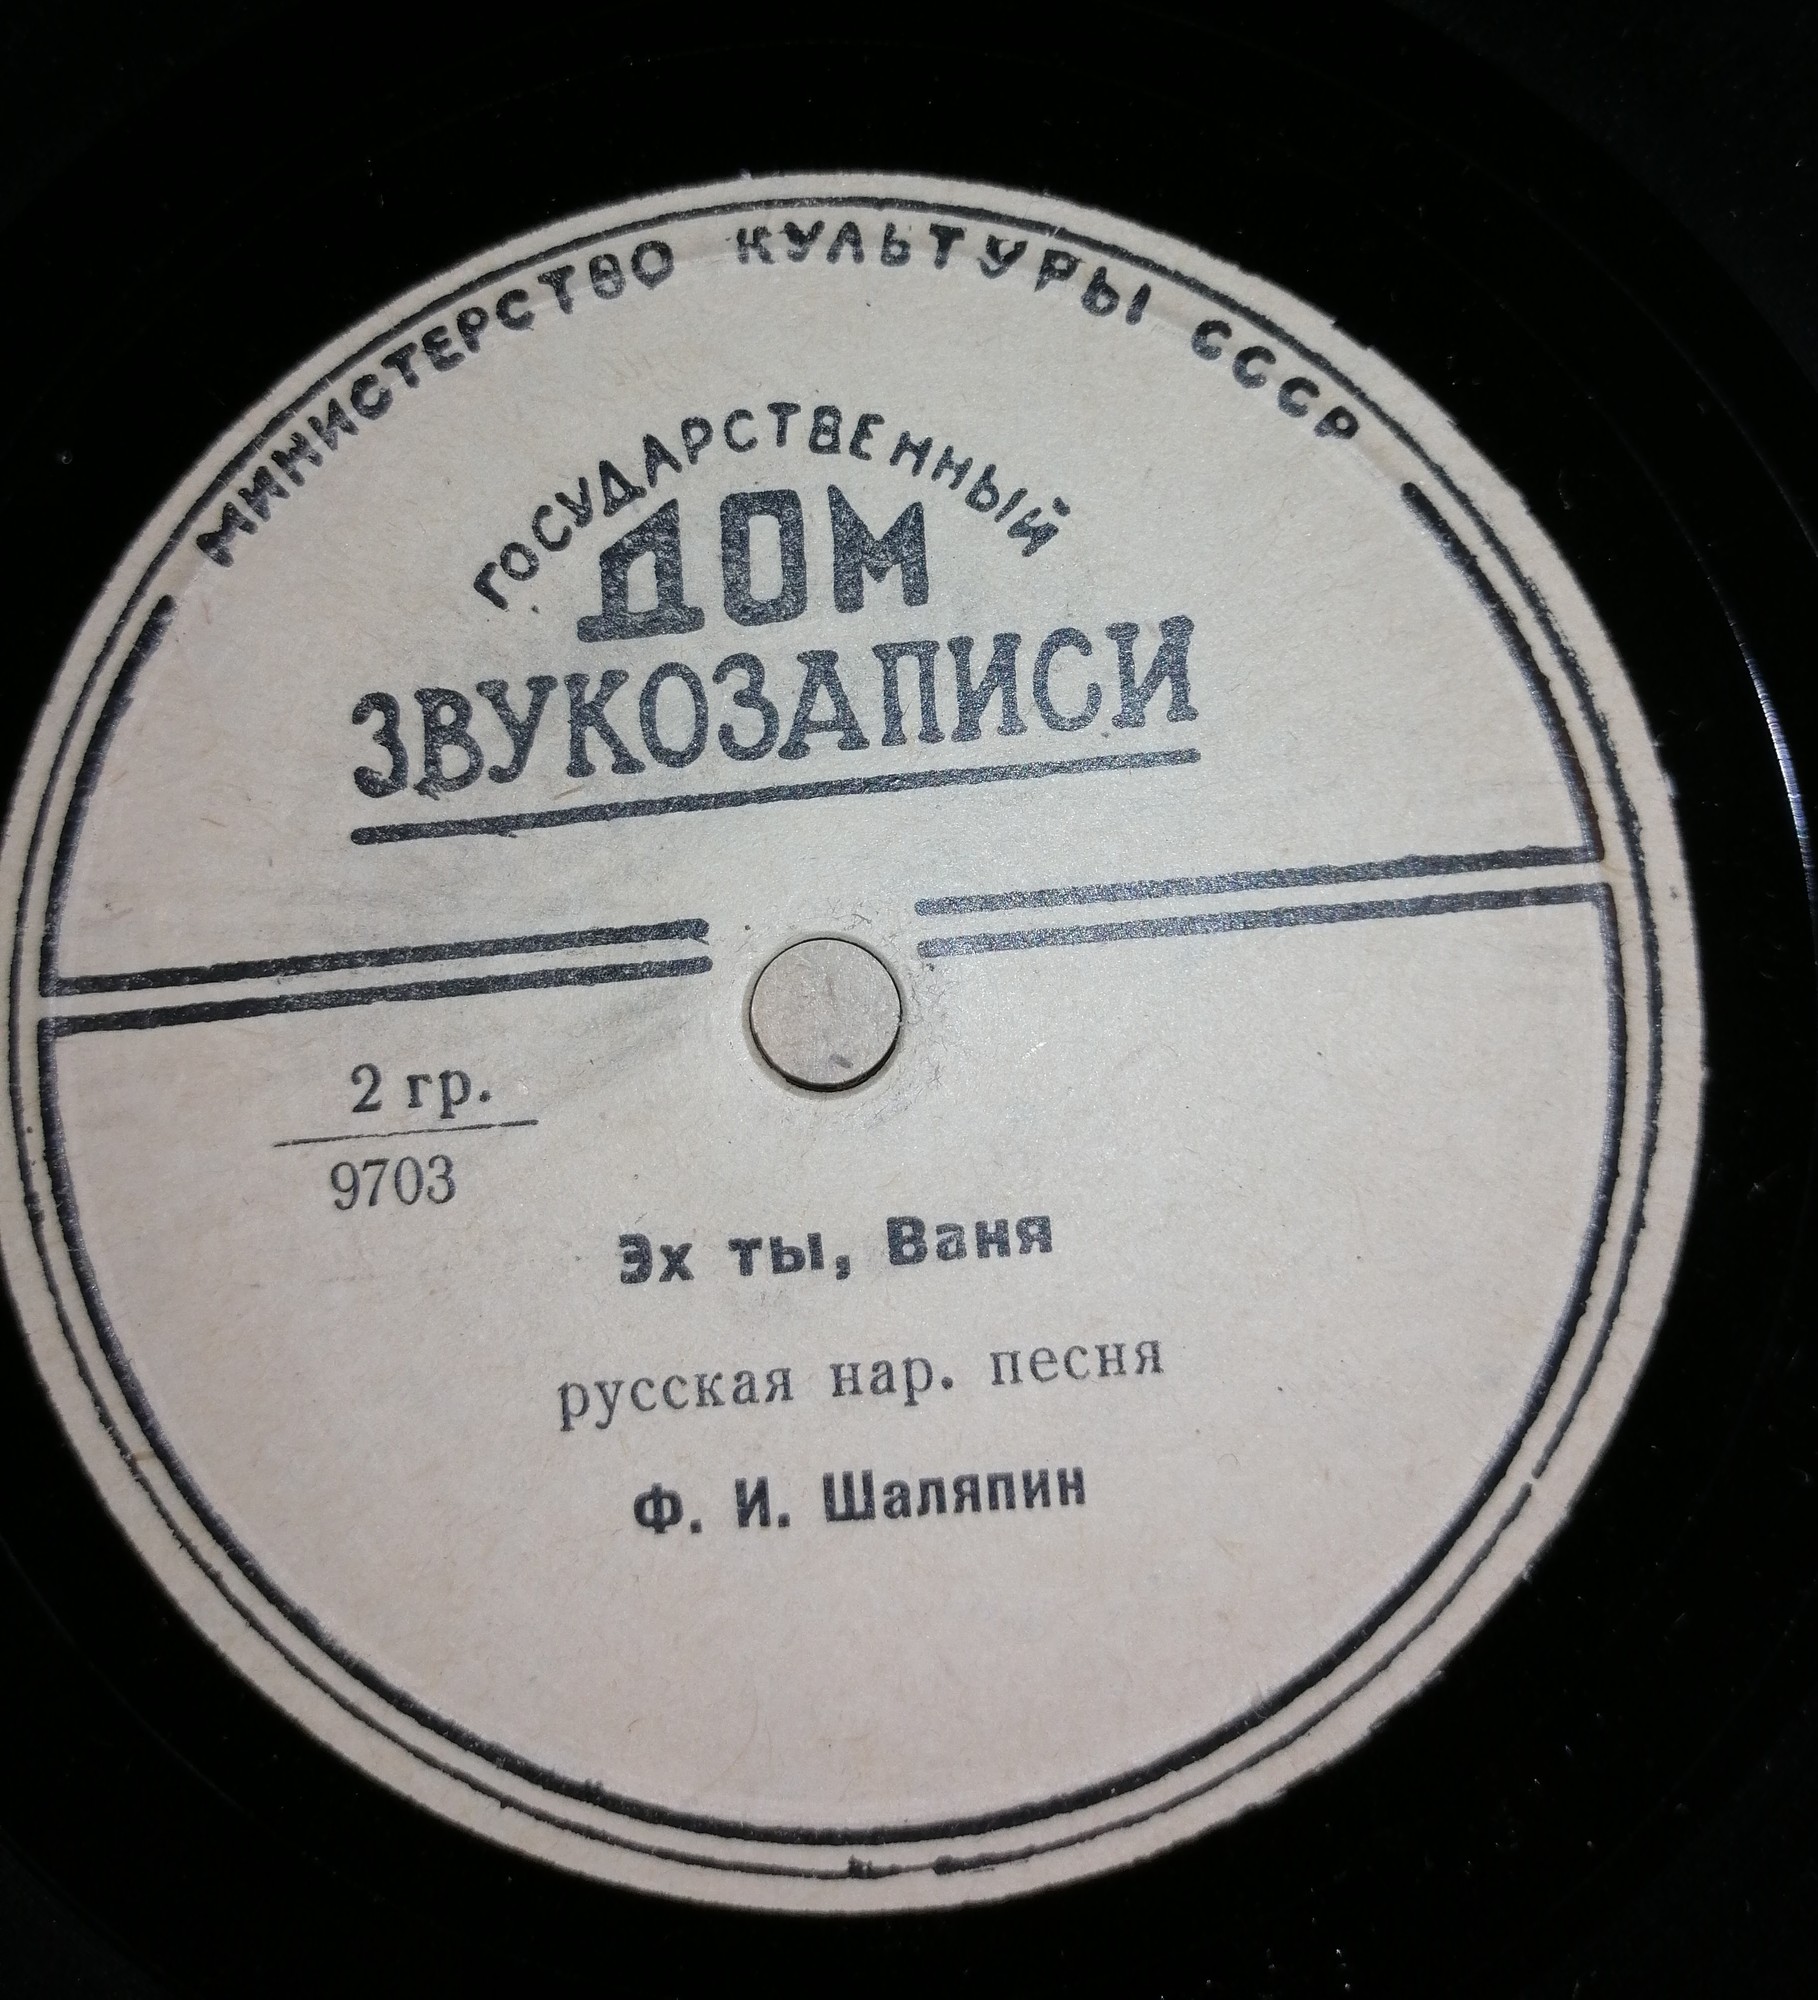 МИНИСТЕРСТВО КУЛЬТУРЫ СССР
ГОСУДАРСТВЕННЫЙ
ДОМ
ЗВУКОЗАПИСИ
2 гр.
9703
Эх ты, Ваня
русская нар. песня
Ф. И. Шаляпин